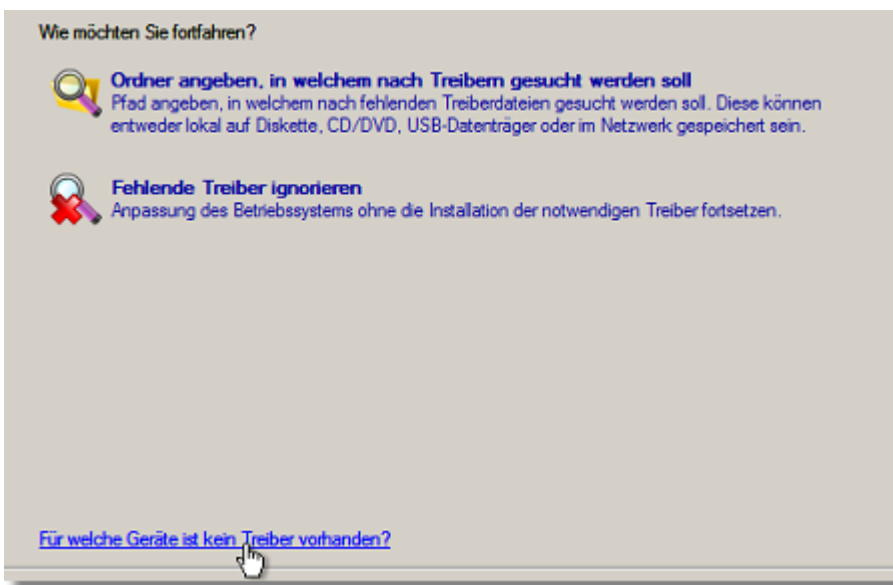 Wie möchten Sie fortfahren?
Ordner angeben, in welchem nach Treibern gesucht werden soll
Pfad angeben, in welchem nach fehlenden Treiberdateien gesucht werden soll. Diese können
entweder lokal auf Diskette, CD/DVD, USB-Datenträger oder im Netzwerk gespeichert sein.
Fehlende Treiber ignorieren
Anpassung des Betriebssystems ohne die Installation der notwendigen Treiber fortsetzen.
Für welche Geräte ist kein Treiber vorhanden?